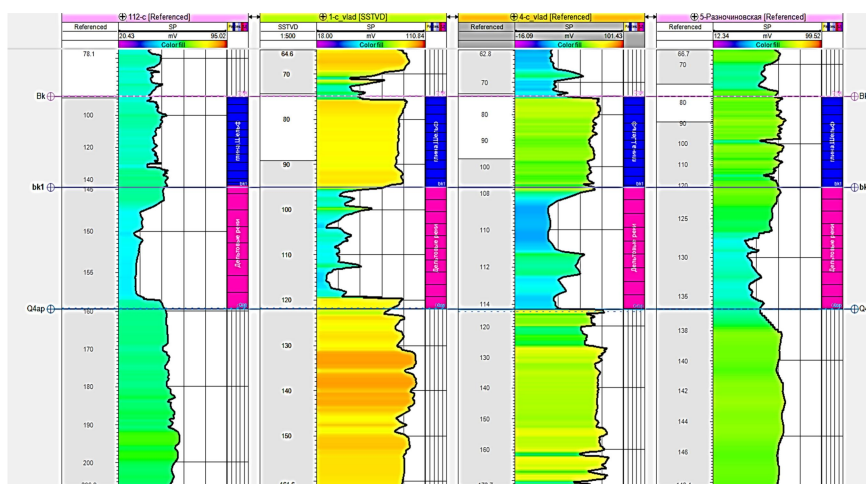 112-c [Referenced]
1-c_vlad [SSTVD]
4-c_vlad [Referenced]
5-Разночиновская [Referenced]
Referenced SP
SSTVD SP
Referenced SP
Referenced SP
20.43 mV 95.02
1:500 18.00 mV 110.84
-16.09 mV 101.43
12.34 mV 99.52
Color fill
Color fill
Color fill
Color fill
78.1
64.6
62.8
66.7
70
70
70
Bk
80
80
80
100
90
90
100
120
90
100
110
140
bk1
bk1
145
108
120
150
100
110
125
155
110
112
130
120
114
135
Дельтовые реки
Дельтовые реки
Дельтовые реки
Дельтовые реки
Q4ap
160
170
180
190
200
130
140
150
120
130
140
150
160
138
140
142
144
146